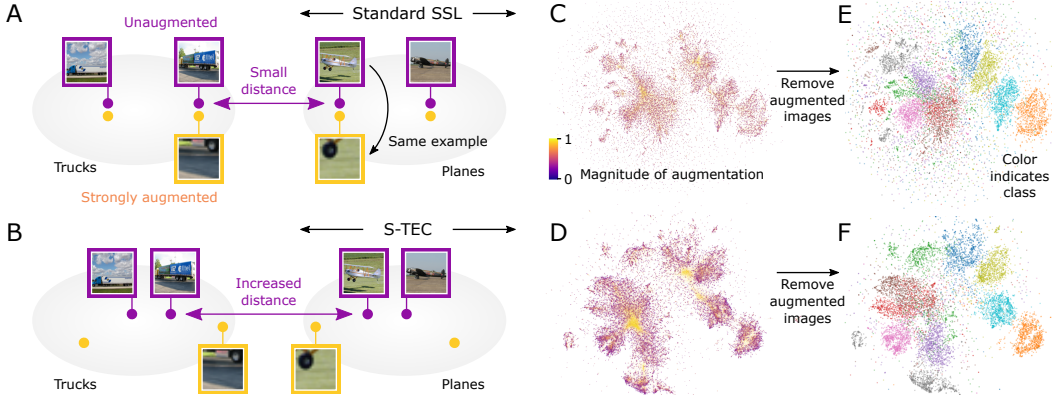 A
Unaugmented
Standard SSL
Small
distance
Same example
Trucks
Planes
Strongly augmented
B
S-TEC
Increased
distance
Trucks
Planes
C
1
0
Magnitude of augmentation
Remove
augmented
images
E
Color
indicates
class
D
Remove
augmented
images
F